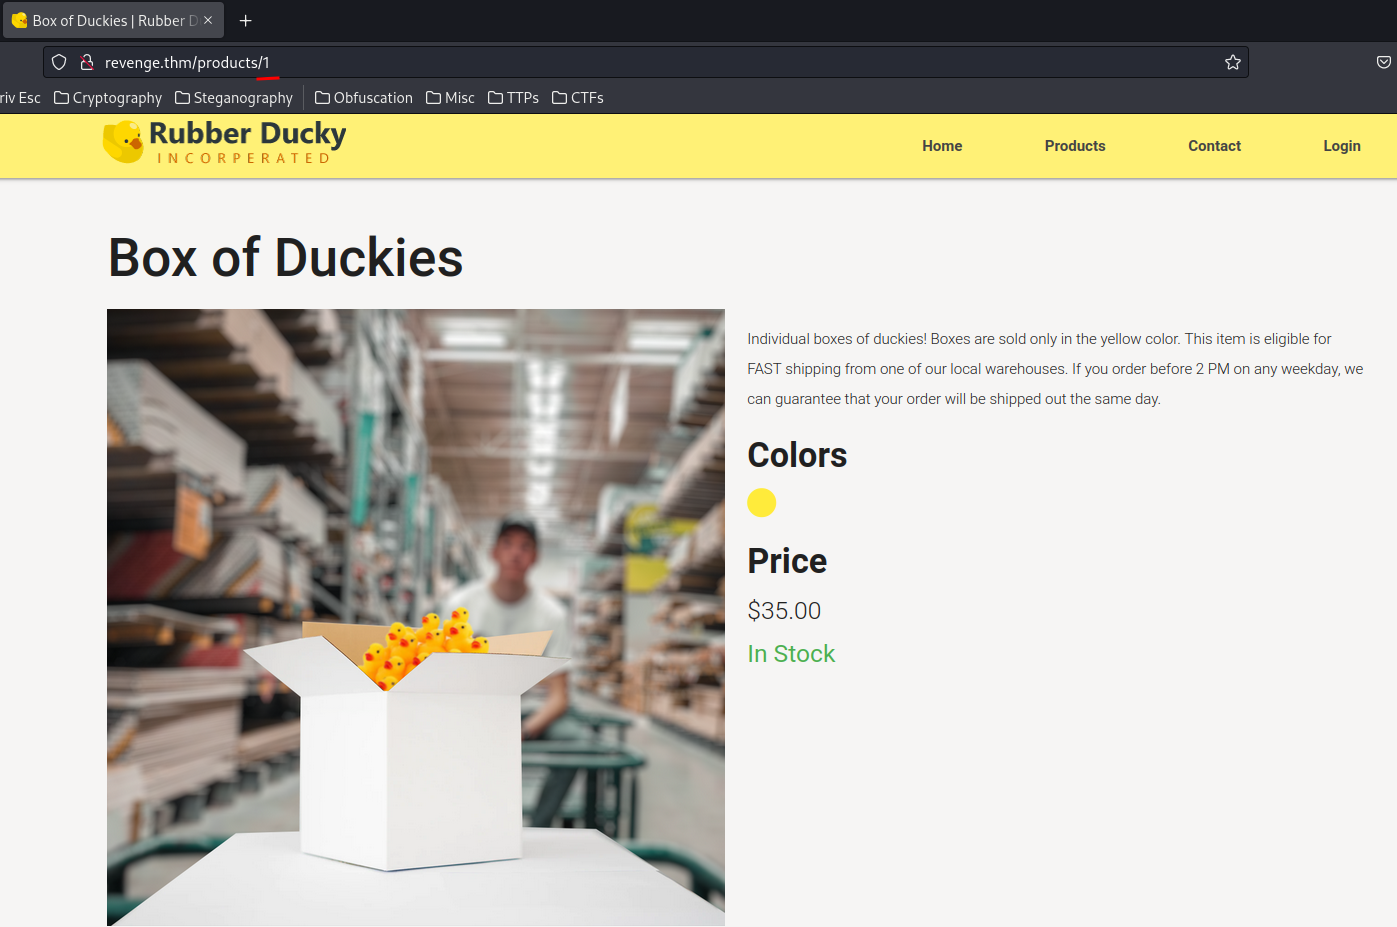 Box of Duckies | Rubber D
revenge.thm/products/1
riv Esc Cryptography Steganography Obfuscation Misc TTPs CTFs
Rubber Ducky
INCORPERATED
Home Products Contact Login
Box of Duckies
Individual boxes of duckies! Boxes are sold only in the yellow color. This item is eligible for
FAST shipping from one of our local warehouses. If you order before 2 PM on any weekday, we
can guarantee that your order will be shipped out the same day.
Colors
Price
$35.00
In Stock